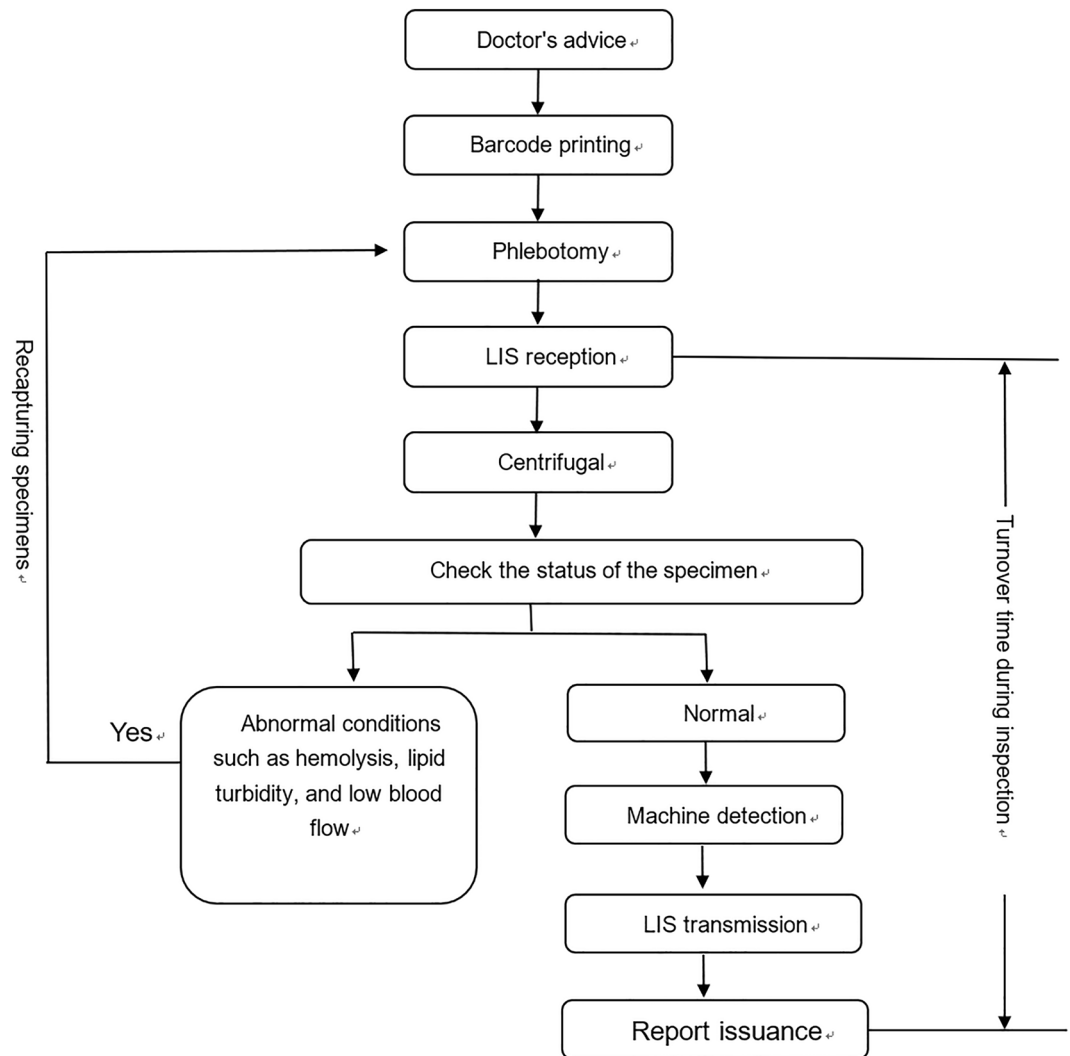 Doctor's advice
Barcode printing
Phlebotomy
LIS reception
Centrifugal
Check the status of the specimen
Abnormal conditions
such as hemolysis, lipid
turbidity, and low blood
flow
Yes
Recapturing specimens
Normal
Machine detection
LIS transmission
Report issuance
Turnover time during inspection